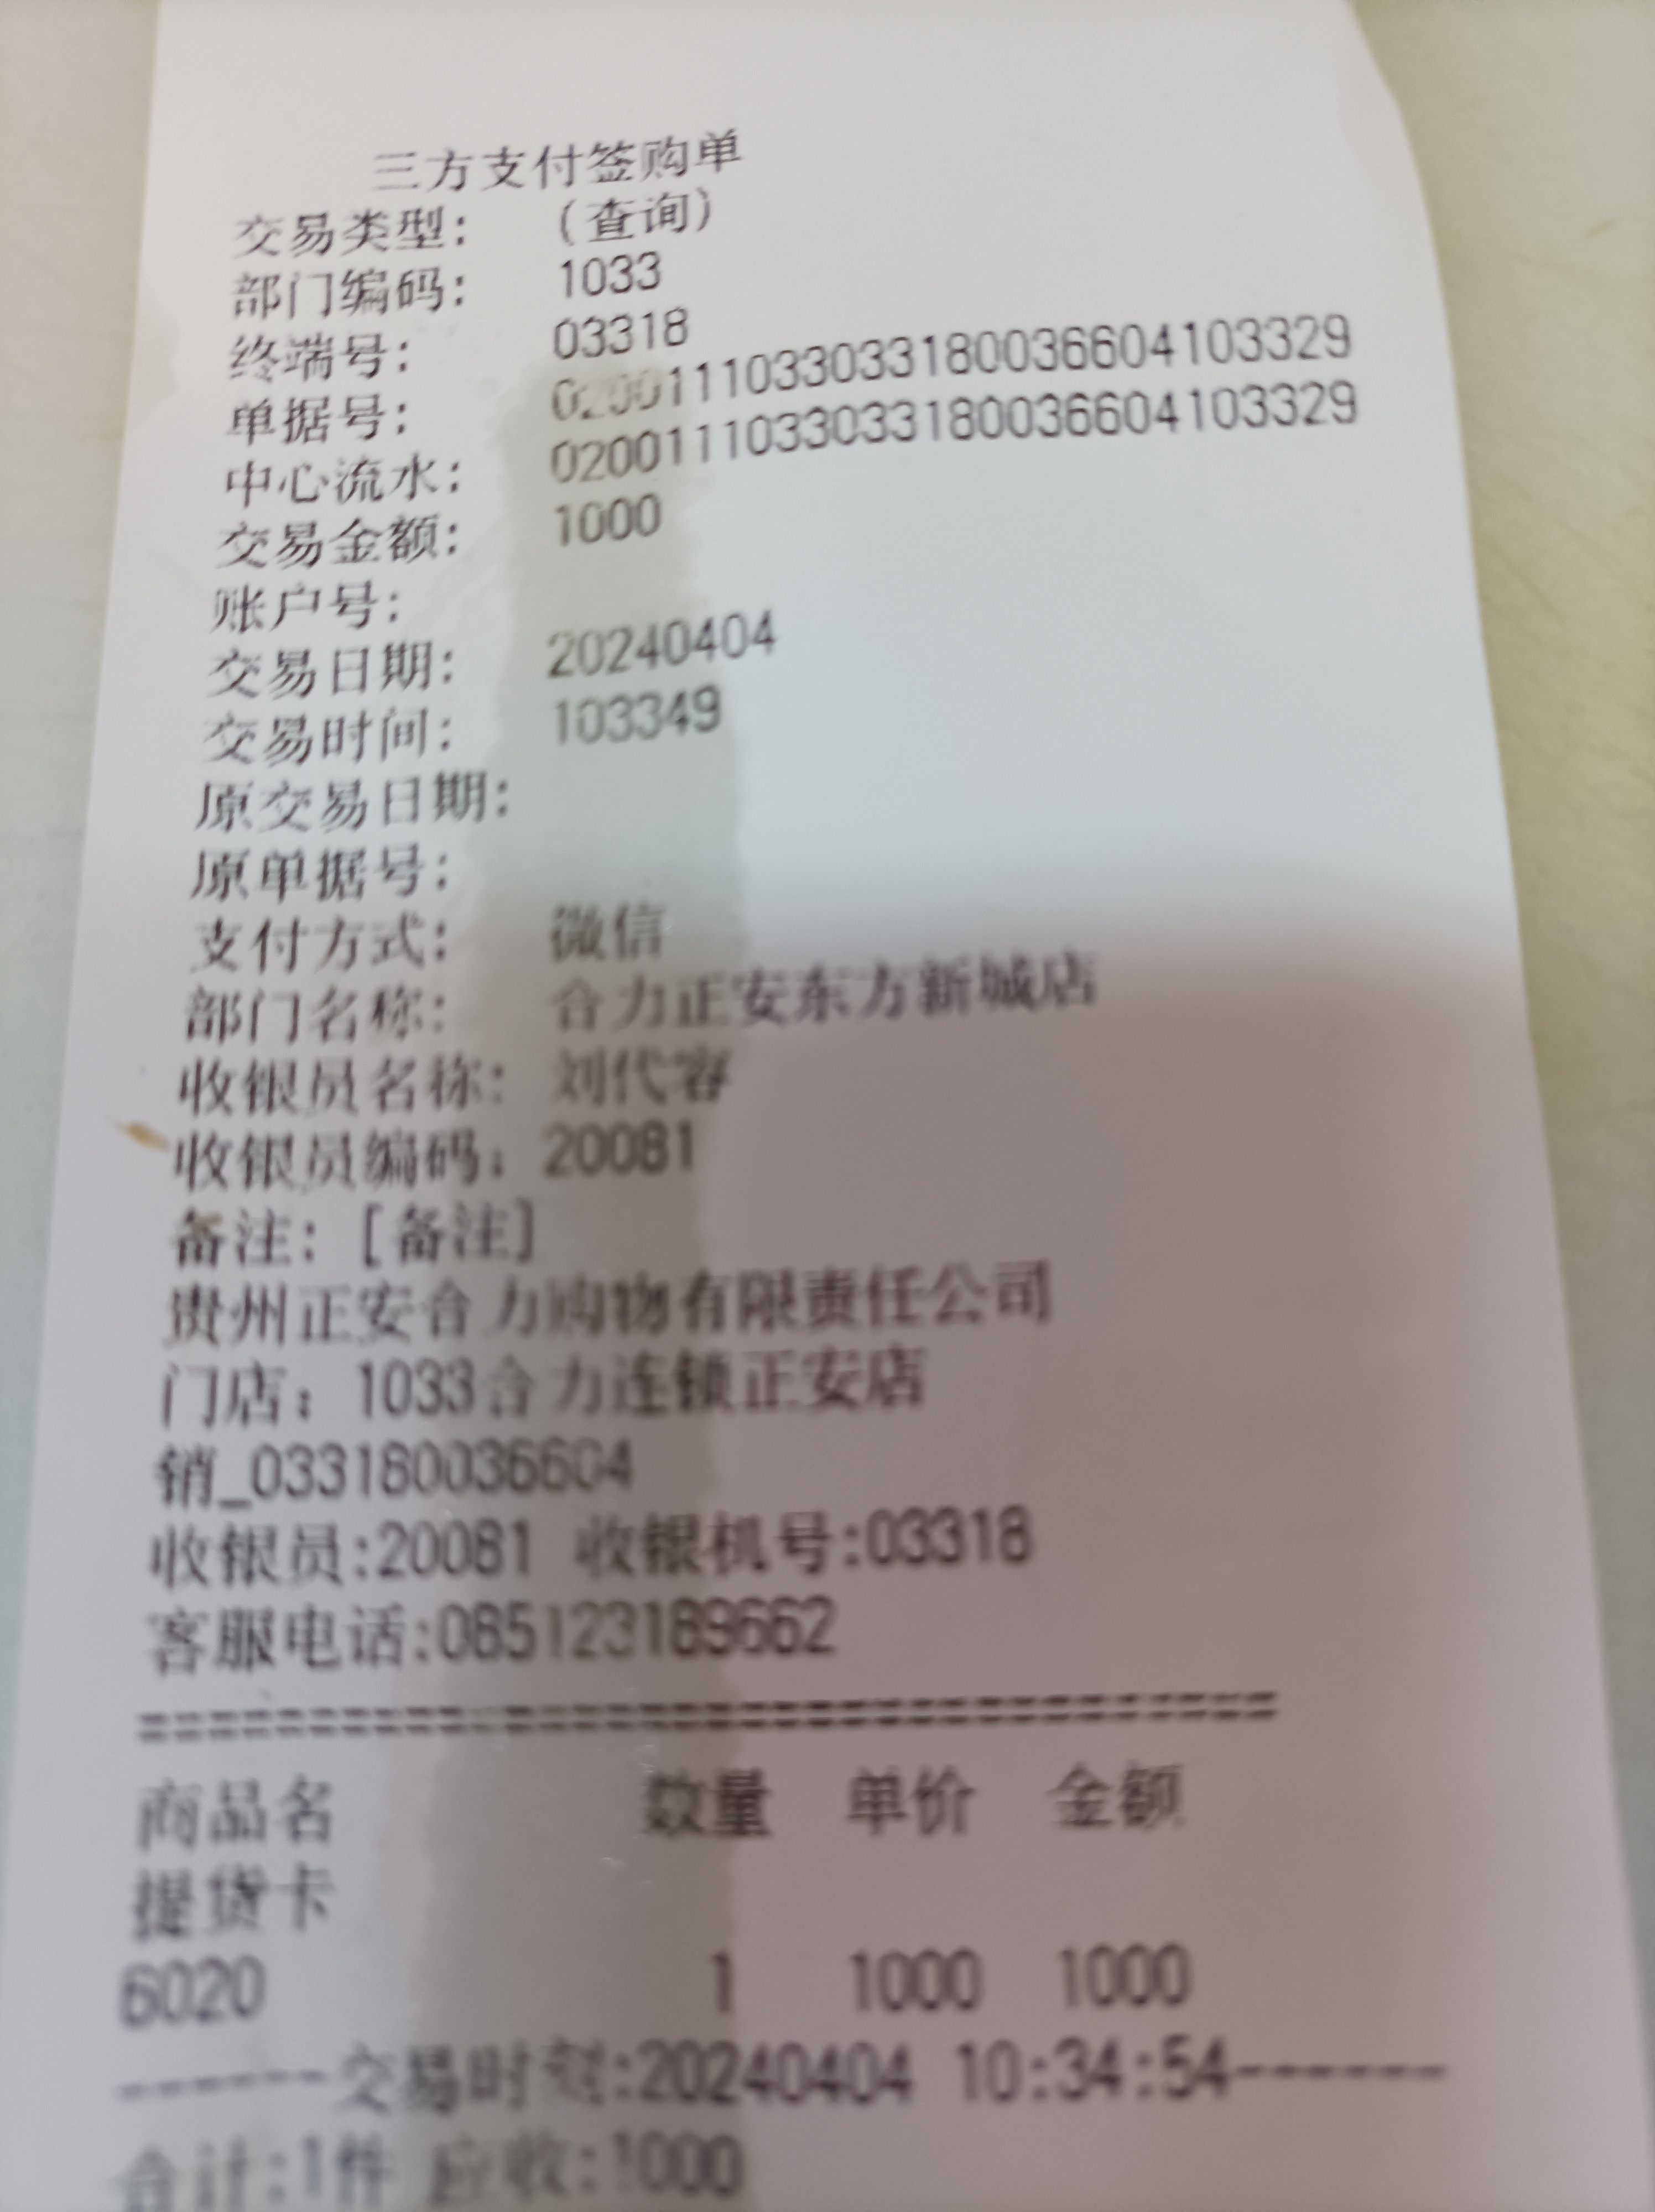 三方支付签购单
交易类型： (查询)
部门编码： 1033
终端号： 03318
单据号： 0200111033033180036604103329
中心流水： 0200111033033180036604103329
交易金额： 1000
账户号：
交易日期： 20240404
交易时间： 103349
原交易日期：
原单据号：
支付方式： 微信
部门名称： 合力正安东方新城店
收银员名称： 刘代容
收银员编码： 20081
备注： [备注]
贵州正安合力购物有限责任公司
门店：1033合力连锁正安店
销_033180036604
收银员:20081 收银机号:03318
客服电话:085123189662
商品名 数量 单价 金额
提货卡
6020 1 1000 1000
------交易时刻:20240404 10:34:54------
合计:1件 应收:1000